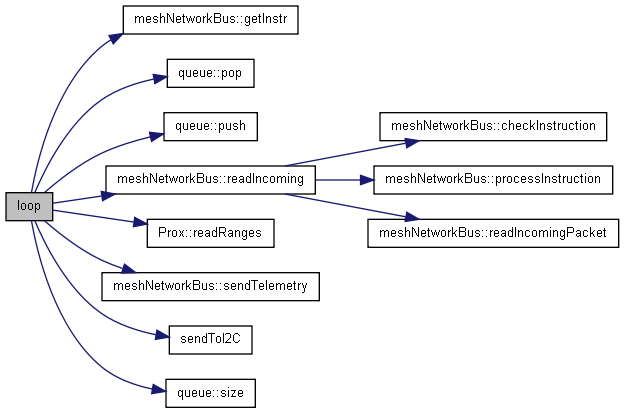 meshNetworkBus::getInstr
queue::pop
queue::push
meshNetworkBus::checkInstruction
meshNetworkBus::readIncoming
meshNetworkBus::processInstruction
loop
Prox::readRanges
meshNetworkBus::readIncomingPacket
meshNetworkBus::sendTelemetry
sendToI2C
queue::size